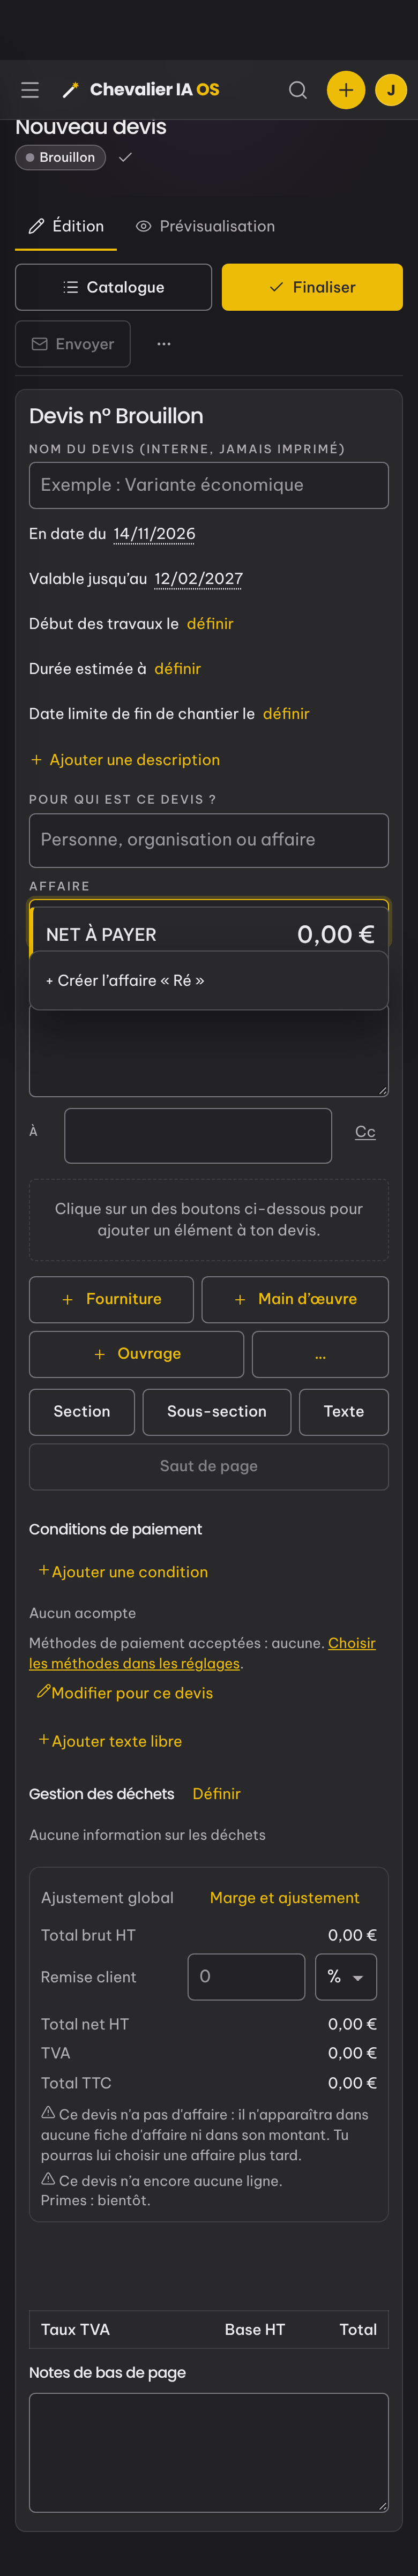 Chevalier IA OS
J
Nouveau devis
Brouillon
Édition
Prévisualisation
Catalogue
Finaliser
Envoyer
...
Devis n° Brouillon
NOM DU DEVIS (INTERNE, JAMAIS IMPRIMÉ)
Exemple : Variante économique
En date du 14/11/2026
Valable jusqu’au 12/02/2027
Début des travaux le définir
Durée estimée à définir
Date limite de fin de chantier le définir
+ Ajouter une description
POUR QUI EST CE DEVIS ?
Personne, organisation ou affaire
AFFAIRE
NET À PAYER 0,00 €
+ Créer l’affaire « Ré »
À
Cc
Clique sur un des boutons ci-dessous pour
ajouter un élément à ton devis.
+ Fourniture
+ Main d’œuvre
+ Ouvrage
...
Section
Sous-section
Texte
Saut de page
Conditions de paiement
+ Ajouter une condition
Aucun acompte
Méthodes de paiement acceptées : aucune. Choisir
les méthodes dans les réglages.
Modifier pour ce devis
+ Ajouter texte libre
Gestion des déchets Définir
Aucune information sur les déchets
Ajustement global Marge et ajustement
Total brut HT 0,00 €
Remise client 0 %
Total net HT 0,00 €
TVA 0,00 €
Total TTC 0,00 €
Ce devis n'a pas d'affaire : il n'apparaîtra dans
aucune fiche d'affaire ni dans son montant. Tu
pourras lui choisir une affaire plus tard.
Ce devis n’a encore aucune ligne.
Primes : bientôt.
Taux TVA Base HT Total
Notes de bas de page